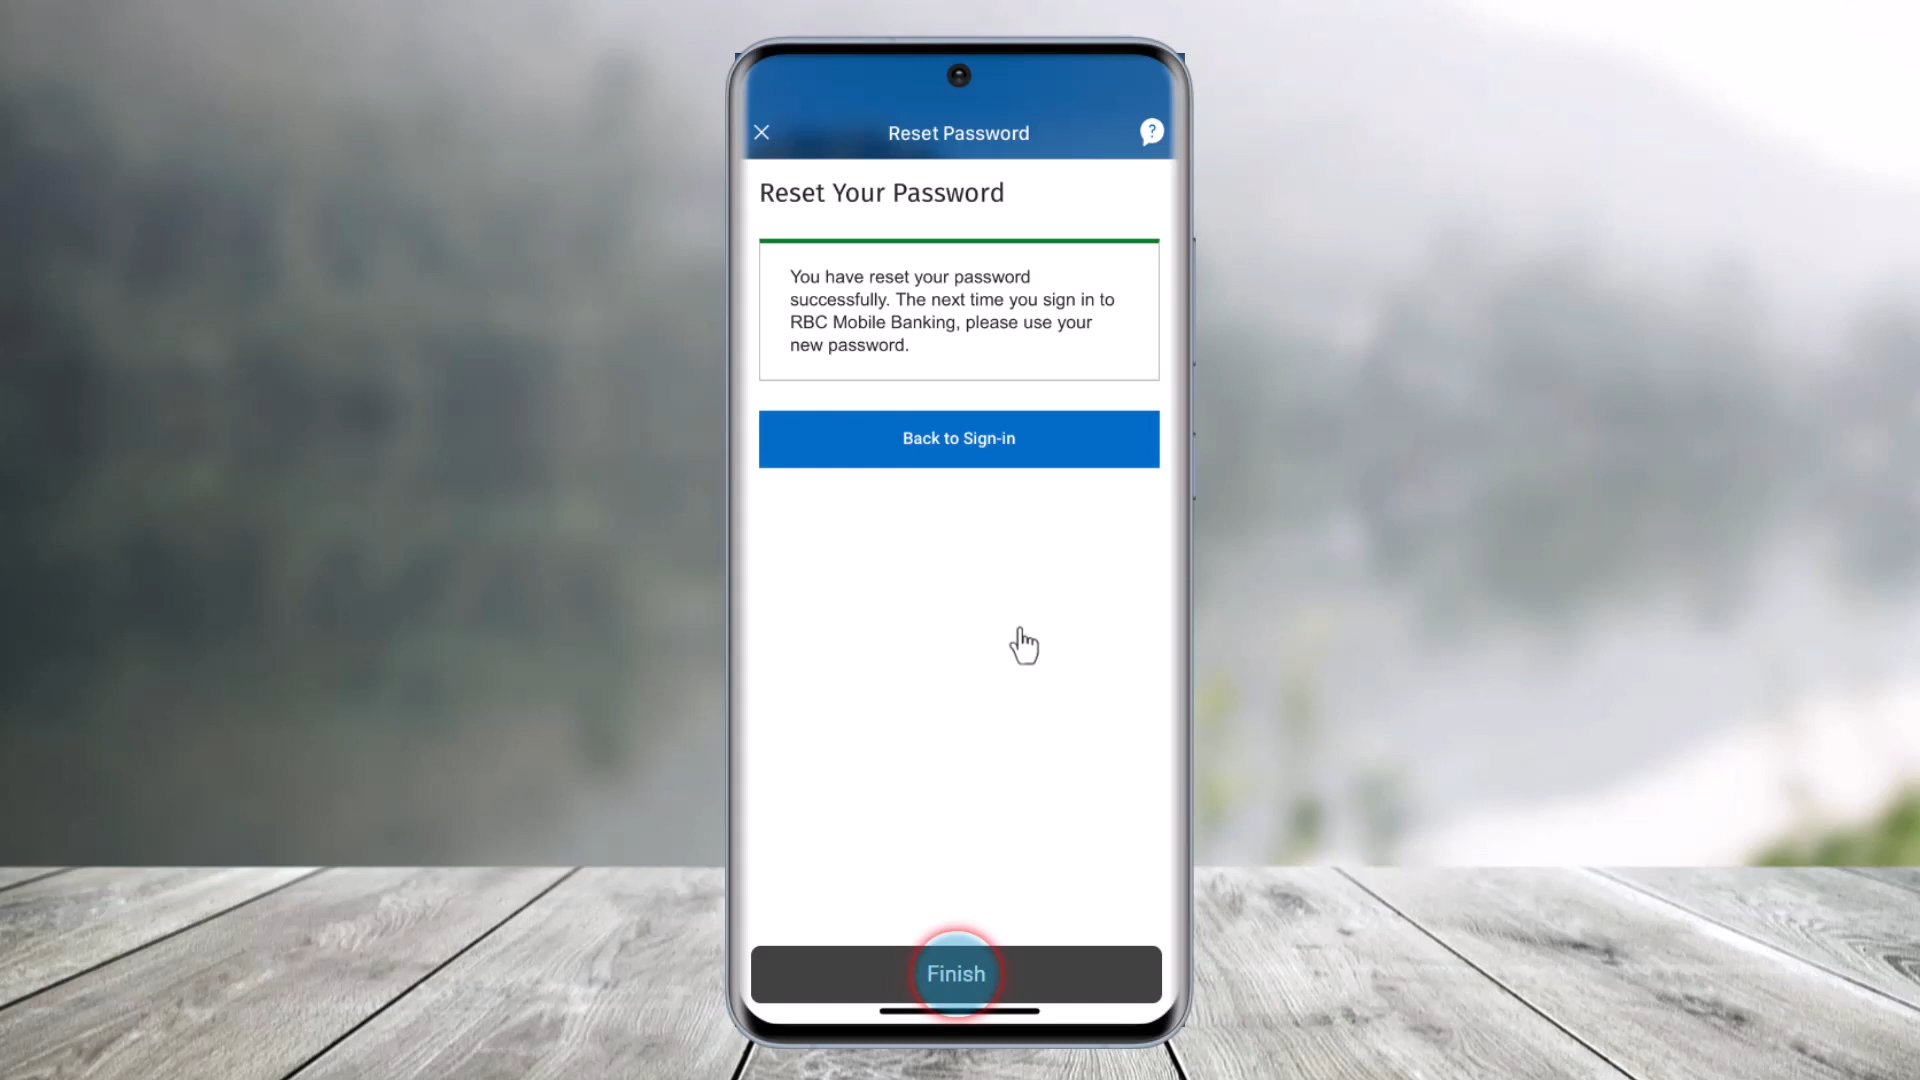 Reset Password
?
Reset Your Password
You have reset your password
successfully. The next time you sign in to
RBC Mobile Banking, please use your
new password.
Back to Sign-in
Finish